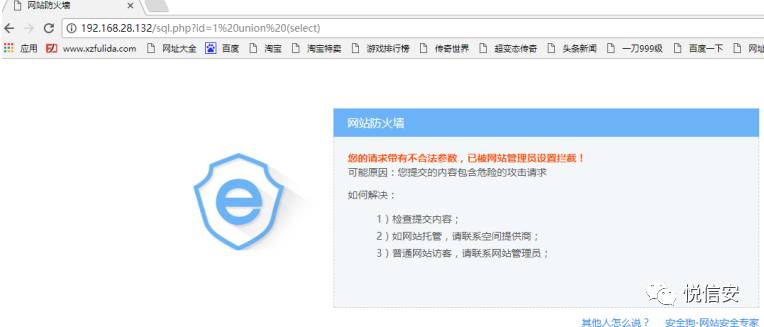 网站防火墙
192.168.28.132/sql.php?id=1%20union%20(select)
应用 www.xzfulida.com 网址大全 百度 淘宝 淘宝特卖 游戏排行榜 传奇世界 超变态传奇 头条新闻 一刀999级 百度一下 网址
网站防火墙
您的请求带有不合法参数，已被网站管理员设置拦截！
可能原因：您提交的内容包含危险的攻击请求
如何解决：
1）检查提交内容；
2）如网站托管，请联系空间提供商；
3）普通网站访客，请联系网站管理员；
悦信安
其他人怎么说？ 安全狗-网站安全专家